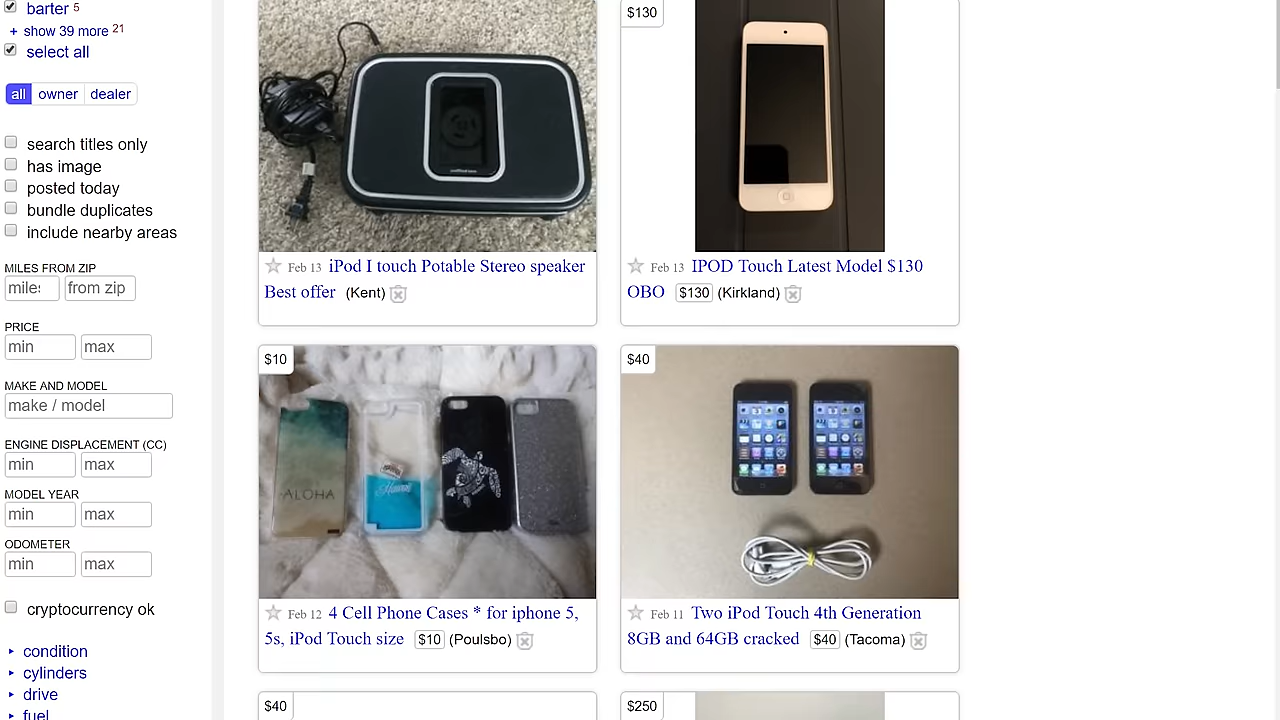 barter 5
+ show 39 more 21
select all
all owner dealer
search titles only
has image
posted today
bundle duplicates
include nearby areas
MILES FROM ZIP
miles from zip
PRICE
min max
MAKE AND MODEL
make / model
ENGINE DISPLACEMENT (CC)
min max
MODEL YEAR
min max
ODOMETER
min max
cryptocurrency ok
condition
cylinders
drive
fuel
Feb 13 iPod I touch Potable Stereo speaker
Best offer (Kent)
$130
Feb 13 IPOD Touch Latest Model $130
OBO $130 (Kirkland)
$10
ALOHA
Hawaii
Feb 12 4 Cell Phone Cases * for iphone 5,
5s, iPod Touch size $10 (Poulsbo)
$40
Feb 11 Two iPod Touch 4th Generation
8GB and 64GB cracked $40 (Tacoma)
$40
$250